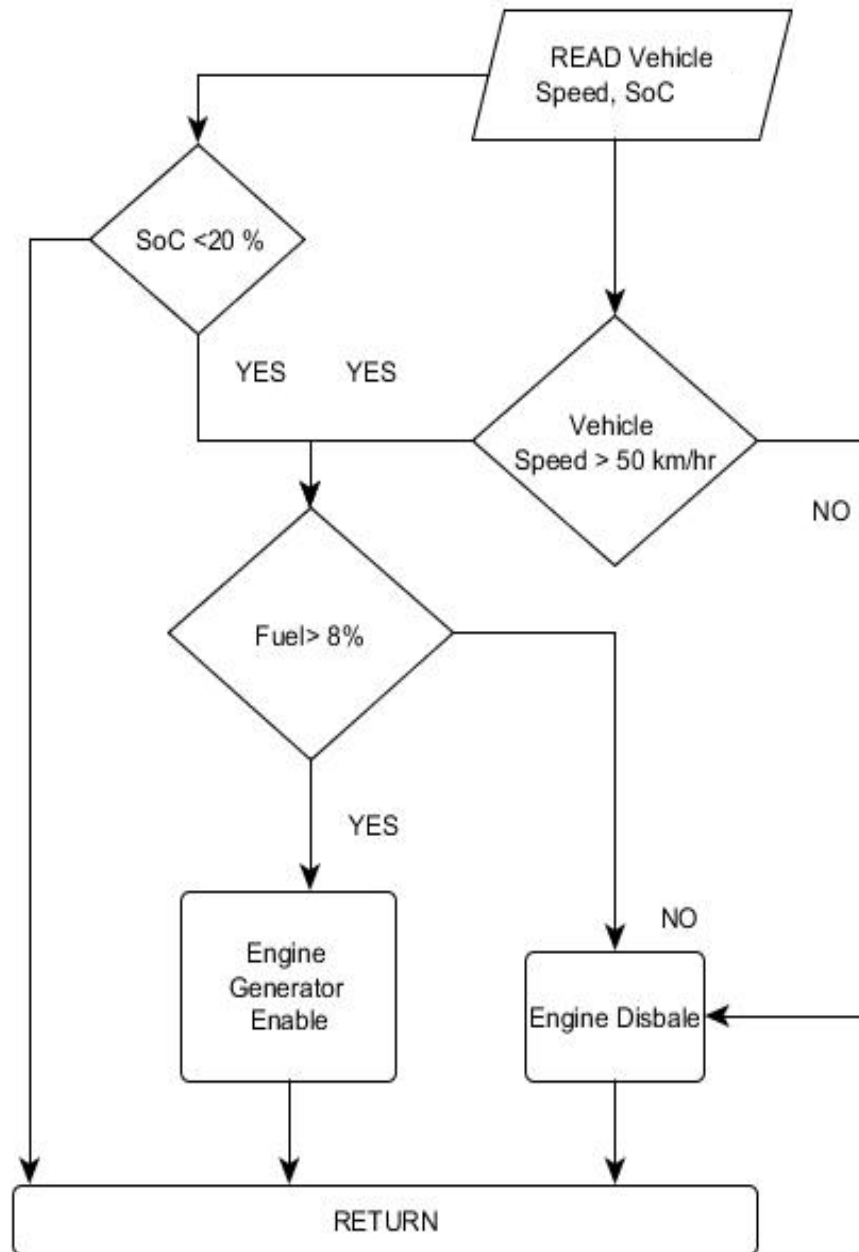 READ Vehicle
Speed, SoC
SoC <20 %
YES
YES
Vehicle
Speed > 50 km/hr
NO
Fuel> 8%
YES
NO
Engine
Generator
Enable
Engine Disbale
RETURN